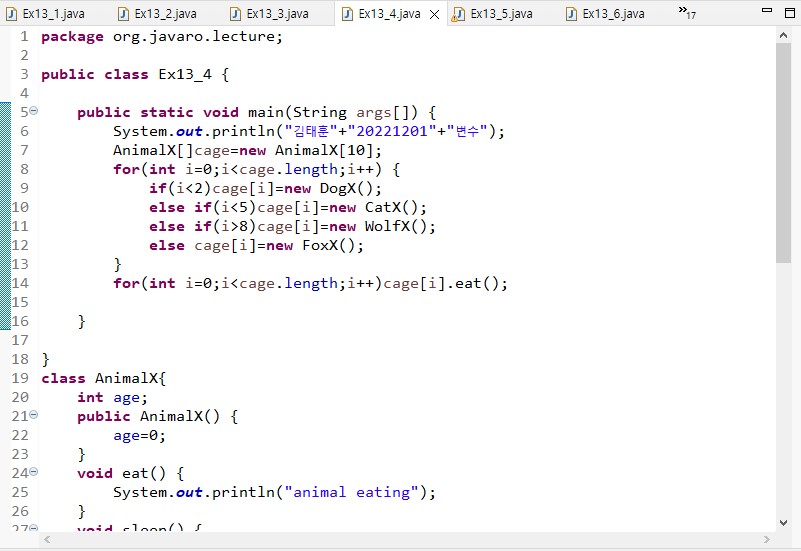 Ex13_1.java Ex13_2.java Ex13_3.java Ex13_4.java Ex13_5.java Ex13_6.java »17
1 package org.javaro.lecture;
2
3 public class Ex13_4 {
4
5 public static void main(String args[]) {
6 System.out.println("김태훈"+"20221201"+"변수");
7 AnimalX[]cage=new AnimalX[10];
8 for(int i=0;i<cage.length;i++) {
9 if(i<2)cage[i]=new DogX();
10 else if(i<5)cage[i]=new CatX();
11 else if(i>8)cage[i]=new WolfX();
12 else cage[i]=new FoxX();
13 }
14 for(int i=0;i<cage.length;i++)cage[i].eat();
15
16 }
17
18 }
19 class AnimalX{
20 int age;
21 public AnimalX() {
22 age=0;
23 }
24 void eat() {
25 System.out.println("animal eating");
26 }
27 void sleep() {